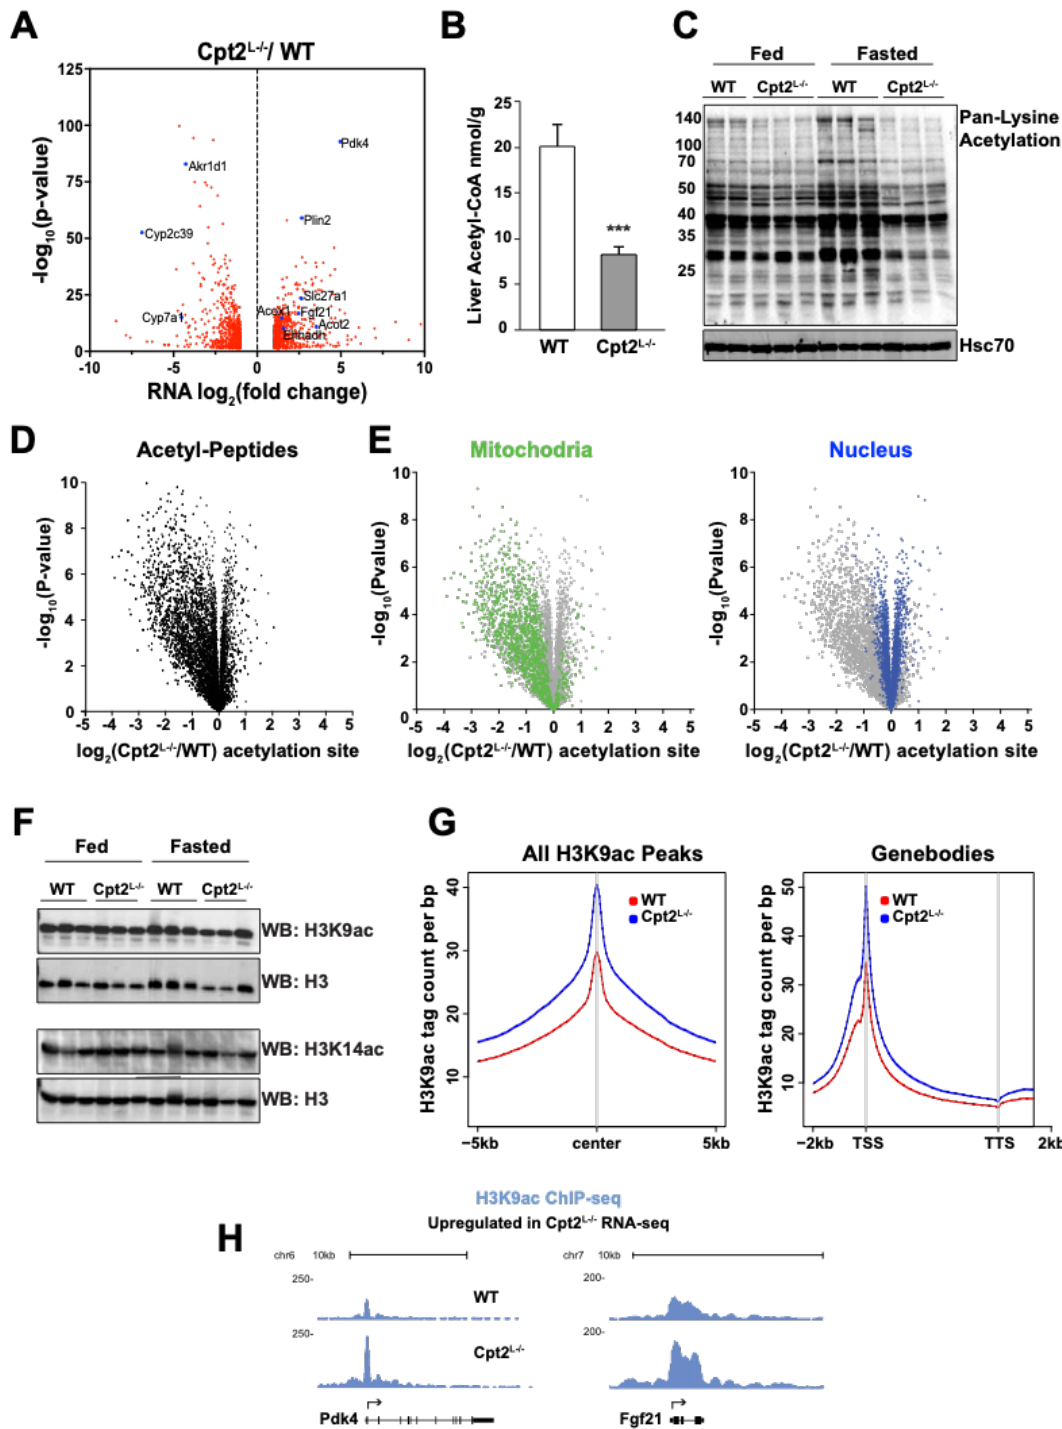 A
Cpt2L-/-/ WT
125
100
75
50
25
0
-10
-5
0
5
10
-log10(p-value)
RNA log2(fold change)
Pdk4
Akr1d1
Plin2
Cyp2c39
Slc27a1
Acox1
Fgf21
Cyp7a1
Acot2
B
25
20
15
10
5
0
Liver Acetyl-CoA nmol/g
***
WT
Cpt2L-/-
C
Fed
Fasted
WT
Cpt2L-/-
WT
Cpt2L-/-
140
100
70
50
40
35
25
Pan-Lysine
Acetylation
Hsc70
D
Acetyl-Peptides
10
8
6
4
2
0
-log10(P-value)
-5 -4 -3 -2 -1 0 1 2 3 4 5
log2(Cpt2L-/-/WT) acetylation site
E
Mitochodria
10
8
6
4
2
0
-log10(Pvalue)
-5 -4 -3 -2 -1 0 1 2 3 4 5
log2(Cpt2L-/-/WT) acetylation site
Nucleus
10
8
6
4
2
0
-log10(Pvalue)
-5 -4 -3 -2 -1 0 1 2 3 4 5
log2(Cpt2L-/-/WT) acetylation site
F
Fed
Fasted
WT
Cpt2L-/-
WT
Cpt2L-/-
WB: H3K9ac
WB: H3
WB: H3K14ac
WB: H3
G
All H3K9ac Peaks
WT
Cpt2L-/-
40
30
20
10
H3K9ac tag count per bp
−5kb
center
5kb
Genebodies
WT
Cpt2L-/-
50
40
30
20
10
H3K9ac tag count per bp
−2kb
TSS
TTS
2kb
H
H3K9ac ChIP-seq
Upregulated in Cpt2L-/- RNA-seq
chr6 10kb
250-
WT
250-
Cpt2L-/-
Pdk4
chr7 10kb
200-
200-
Fgf21